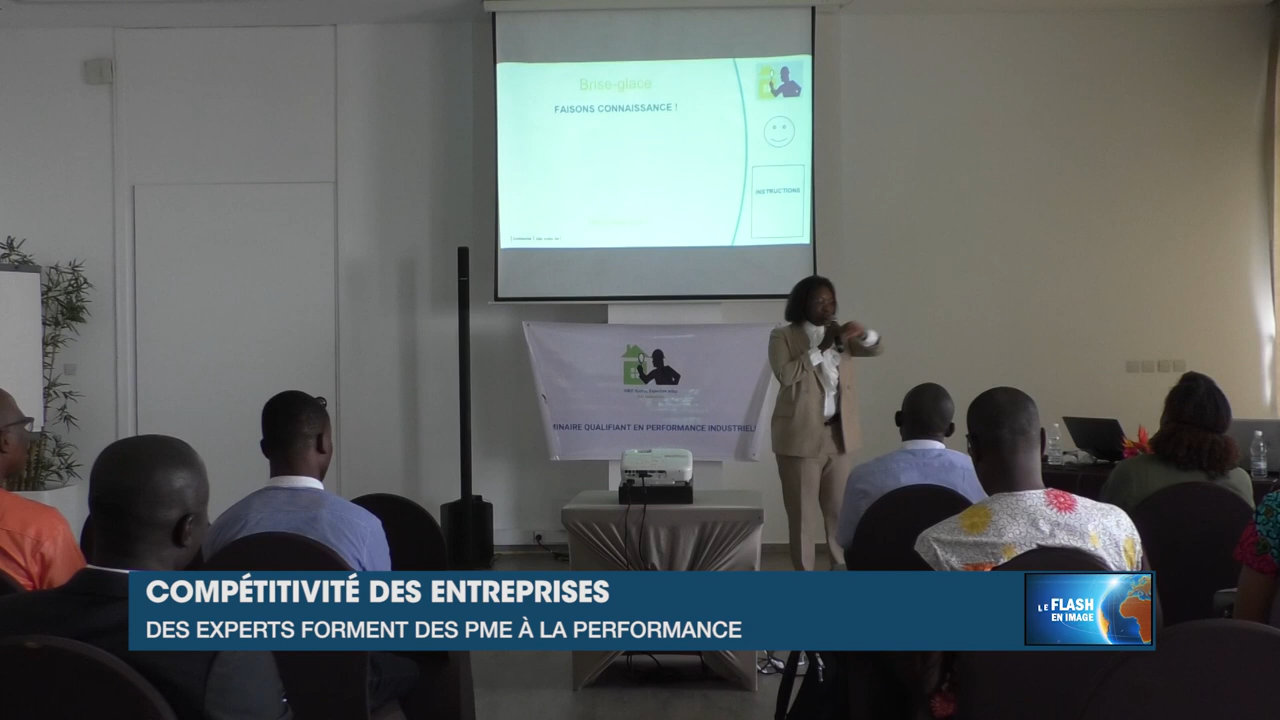 Brise-glace
FAISONS CONNAISSANCE !
INSTRUCTIONS
MINAIRE QUALIFIANT EN PERFORMANCE INDUSTRIEL
COMPÉTITIVITÉ DES ENTREPRISES
DES EXPERTS FORMENT DES PME À LA PERFORMANCE
LE FLASH
EN IMAGE